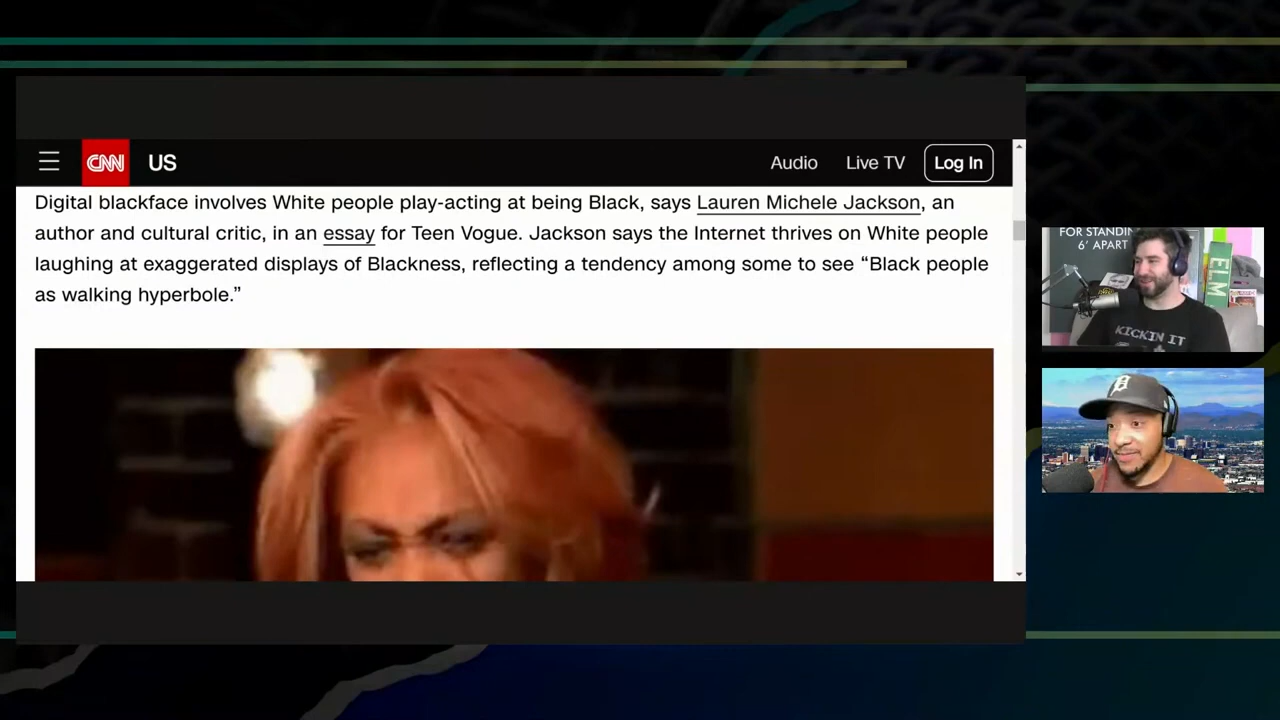 CNN
US
Audio
Live TV
Log In
Digital blackface involves White people play-acting at being Black, says Lauren Michele Jackson, an
author and cultural critic, in an essay for Teen Vogue. Jackson says the Internet thrives on White people
laughing at exaggerated displays of Blackness, reflecting a tendency among some to see “Black people
as walking hyperbole.”
FOR STANDIN
6' APART
ELM
KICKIN IT